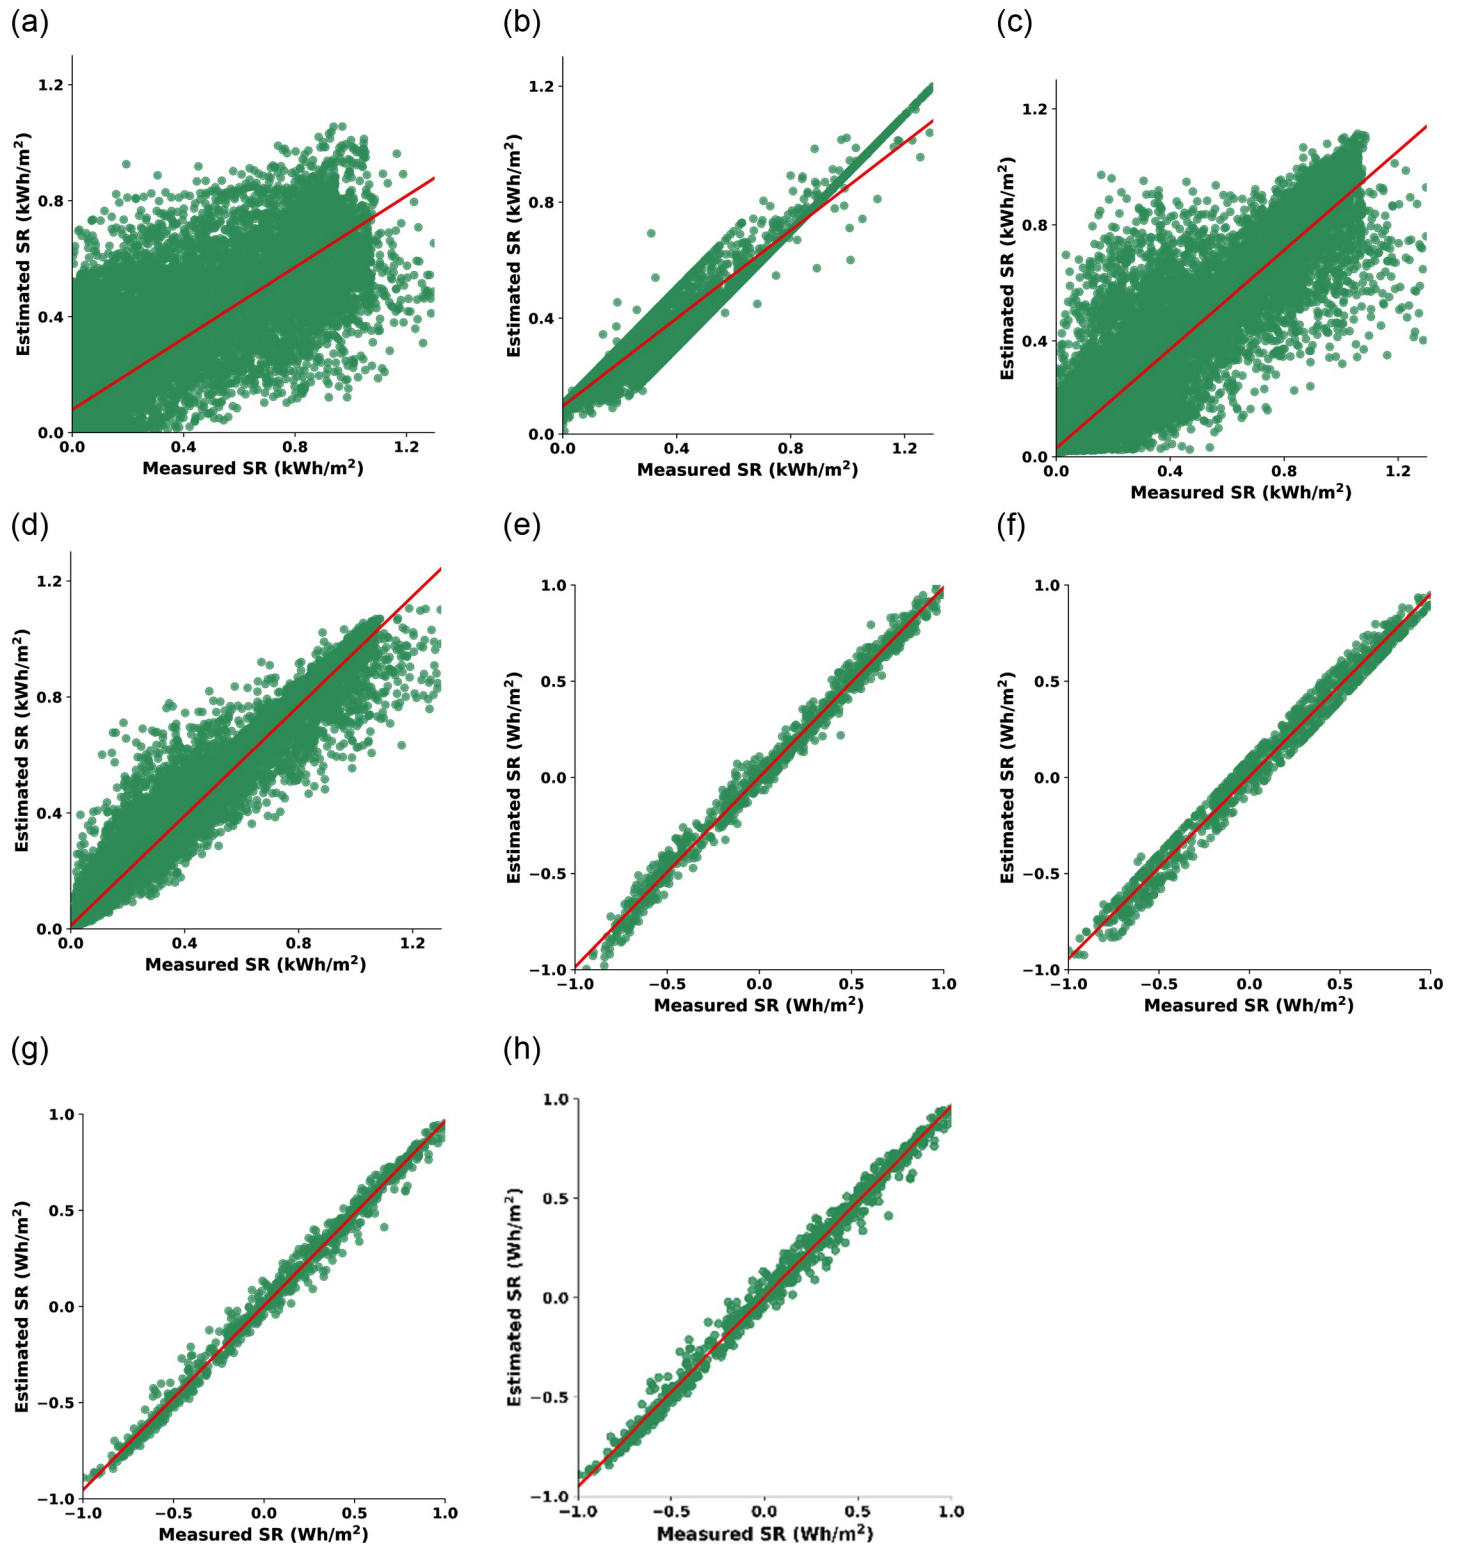 (a)
1.2
0.8
0.4
0.0
0.0 0.4 0.8 1.2
Estimated SR (kWh/m²)
Measured SR (kWh/m²)
(b)
1.2
0.8
0.4
0.0
0.0 0.4 0.8 1.2
Estimated SR (kWh/m²)
Measured SR (kWh/m²)
(c)
1.2
0.8
0.4
0.0
0.0 0.4 0.8 1.2
Estimated SR (kWh/m²)
Measured SR (kWh/m²)
(d)
1.2
0.8
0.4
0.0
0.0 0.4 0.8 1.2
Estimated SR (kWh/m²)
Measured SR (kWh/m²)
(e)
1.0
0.5
0.0
−0.5
−1.0
−1.0 −0.5 0.0 0.5 1.0
Estimated SR (Wh/m²)
Measured SR (Wh/m²)
(f)
1.0
0.5
0.0
−0.5
−1.0
−1.0 −0.5 0.0 0.5 1.0
Estimated SR (Wh/m²)
Measured SR (Wh/m²)
(g)
1.0
0.5
0.0
−0.5
−1.0
−1.0 −0.5 0.0 0.5 1.0
Estimated SR (Wh/m²)
Measured SR (Wh/m²)
(h)
1.0
0.5
0.0
−0.5
−1.0
−1.0 −0.5 0.0 0.5 1.0
Estimated SR (Wh/m²)
Measured SR (Wh/m²)